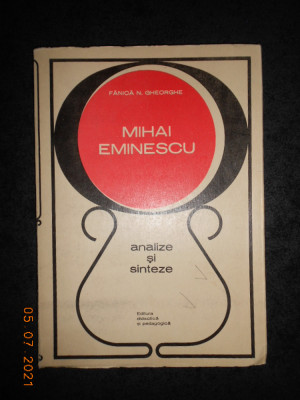 FĂNICĂ N. GHEORGHE
MIHAI
EMINESCU
analize
și
sinteze
Editura
didactică
și pedagogică
05.07.2021